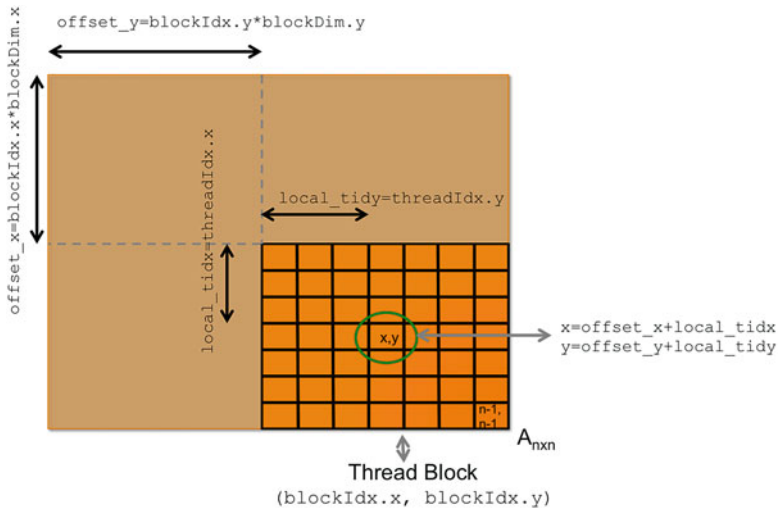 offset_y=blockIdx.y*blockDim.y
offset_x=blockIdx.x*blockDim.x
local_tidx=threadIdx.x
local_tidy=threadIdx.y
x,y
x=offset_x+local_tidx
y=offset_y+local_tidy
n-1,
n-1
Anxn
Thread Block
(blockIdx.x, blockIdx.y)